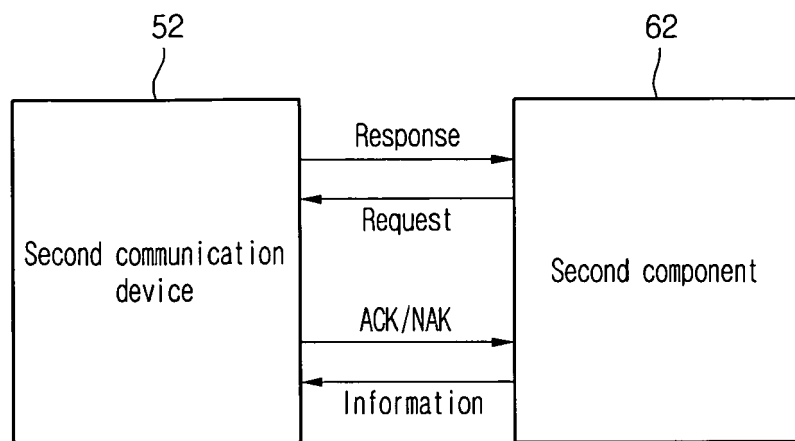 52
62
Response
Request
Second communication
device
Second component
ACK/NAK
Information